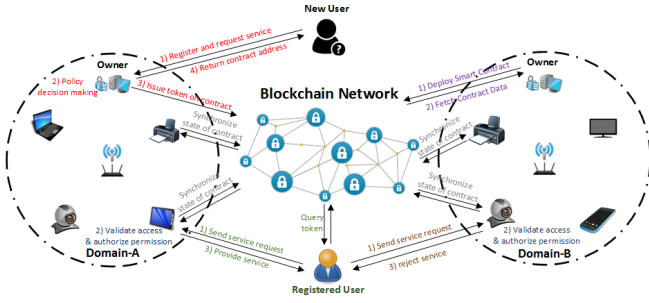 New User
1) Register and request service
4) Return contract address
Owner
2) Policy
decision making
3) Issue token on contract
Blockchain Network
Owner
1) Deploy Smart Contract
2) Fetch Contract Data
Synchronize
state of contract
Synchronize
state of contract
Synchronize
state of contract
Synchronize
state of contract
2) Validate access
& authorize permission
Domain-A
1) Send service request
3) Provide service
Query
token
Registered User
1) Send service request
3) reject service
2) Validate access
& authorize permission
Domain-B